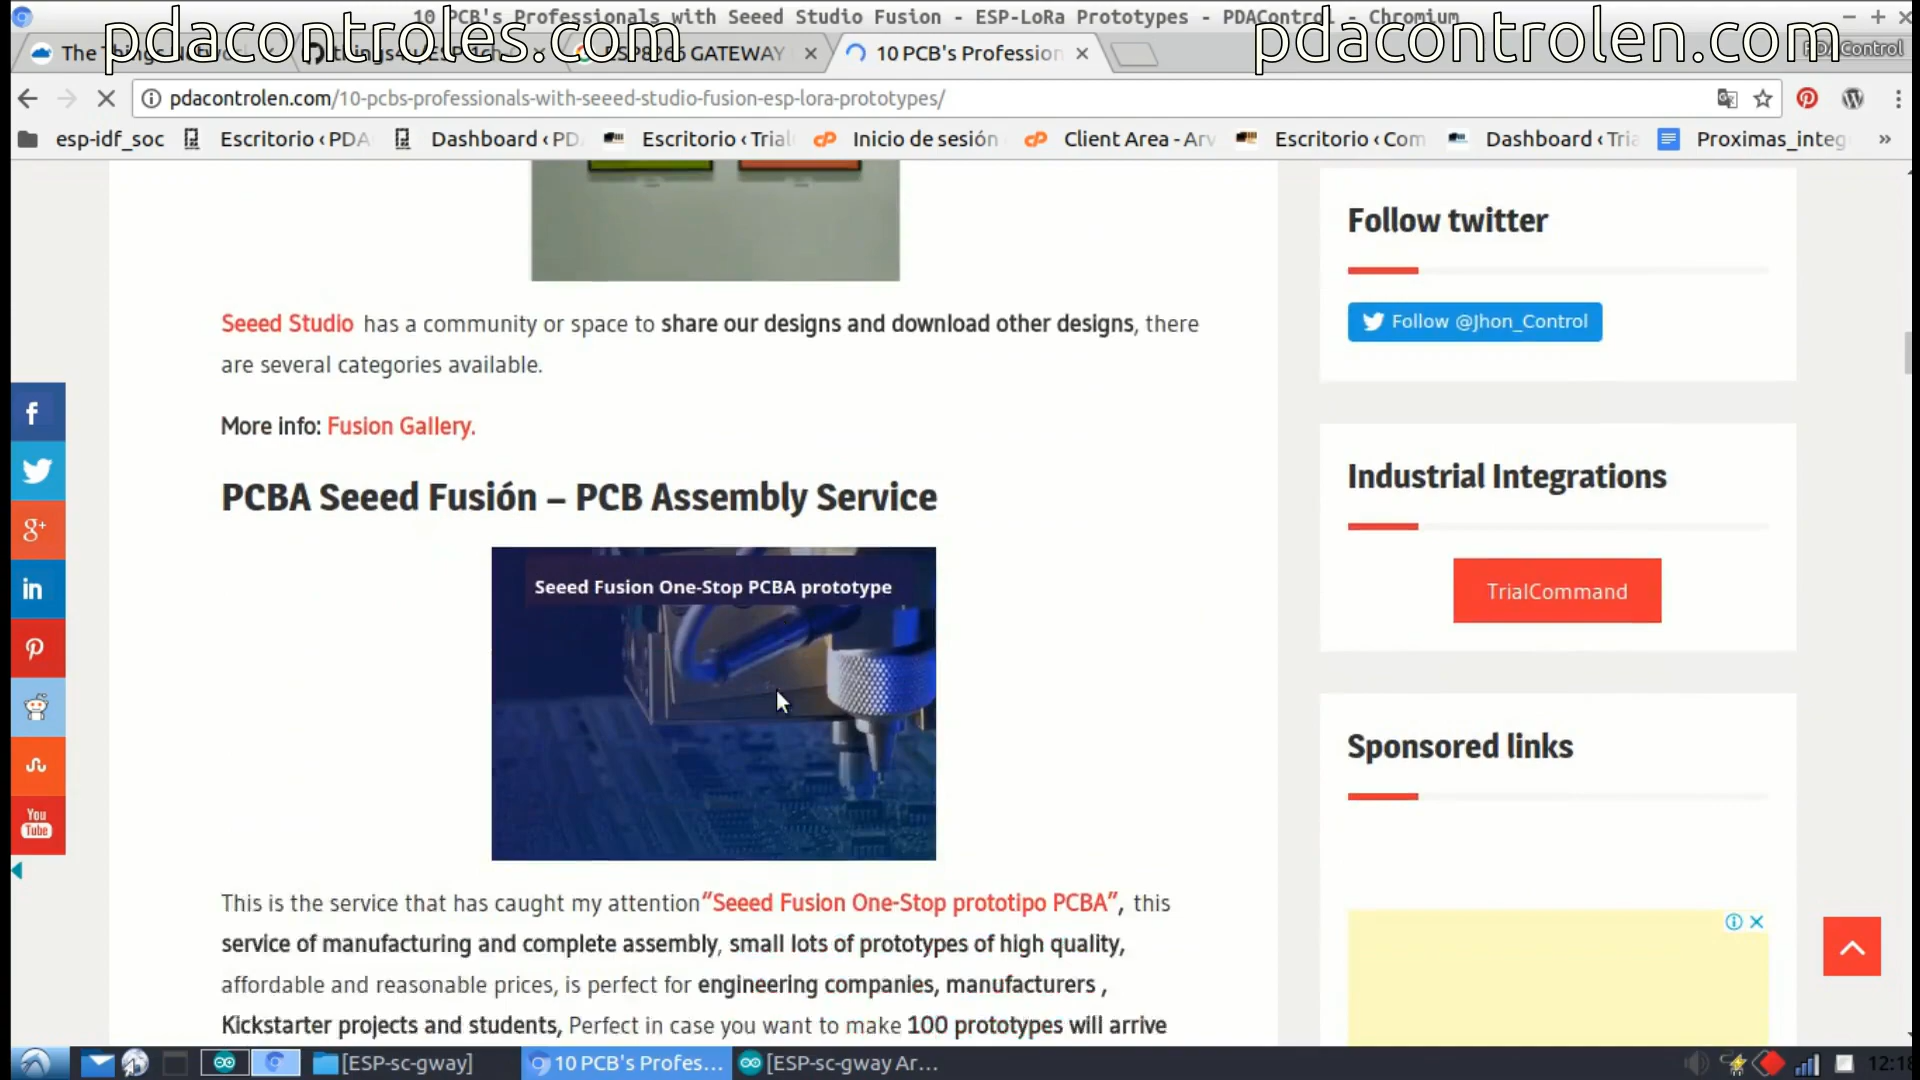 10 PCB's Professionals with Seeed Studio Fusion - ESP-LoRa Prototypes - PDAControl - Chromium
pdacontroles.com
pdacontrolen.com
ESP8266 GATEWAY
10 PCB's Profession
PDAControl
pdacontrolen.com/10-pcbs-professionals-with-seeed-studio-fusion-esp-lora-prototypes/
esp-idf_soc
Escritorio ‹ PDA
Dashboard ‹ PD
Escritorio ‹ Trial
Inicio de sesión
Client Area - Arv
Escritorio ‹ Com
Dashboard ‹ Tria
Proximas_integ
»
Seeed Studio has a community or space to share our designs and download other designs, there
are several categories available.
More info: Fusion Gallery.
PCBA Seeed Fusión – PCB Assembly Service
Seeed Fusion One-Stop PCBA prototype
This is the service that has caught my attention“Seeed Fusion One-Stop prototipo PCBA”, this
service of manufacturing and complete assembly, small lots of prototypes of high quality,
affordable and reasonable prices, is perfect for engineering companies, manufacturers ,
Kickstarter projects and students, Perfect in case you want to make 100 prototypes will arrive
Follow twitter
Follow @Jhon_Control
Industrial Integrations
TrialCommand
Sponsored links
f
g+
in
You
Tube
[ESP-sc-gway]
10 PCB's Profes...
[ESP-sc-gway Ar...
12:18